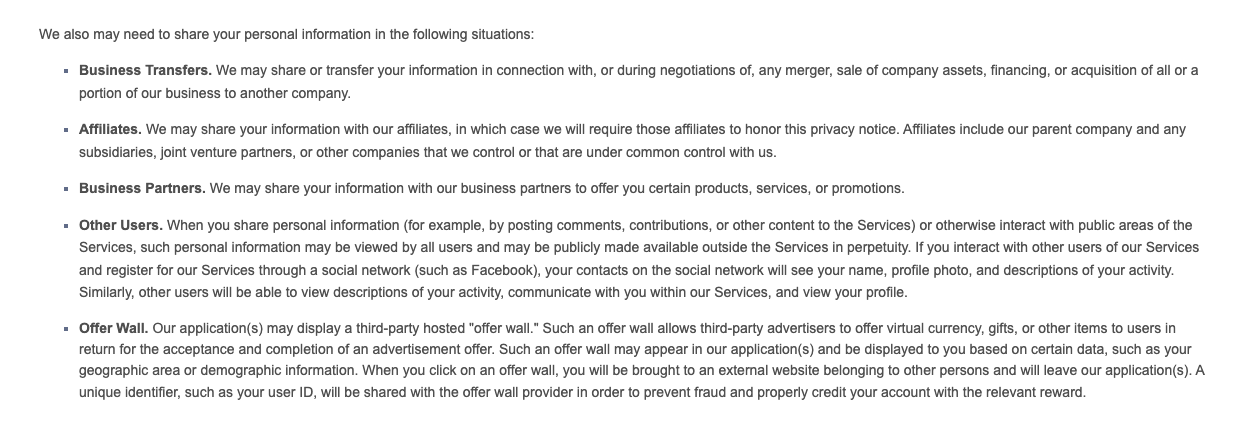 We also may need to share your personal information in the following situations:
▪ Business Transfers. We may share or transfer your information in connection with, or during negotiations of, any merger, sale of company assets, financing, or acquisition of all or a
portion of our business to another company.
▪ Affiliates. We may share your information with our affiliates, in which case we will require those affiliates to honor this privacy notice. Affiliates include our parent company and any
subsidiaries, joint venture partners, or other companies that we control or that are under common control with us.
▪ Business Partners. We may share your information with our business partners to offer you certain products, services, or promotions.
▪ Other Users. When you share personal information (for example, by posting comments, contributions, or other content to the Services) or otherwise interact with public areas of the
Services, such personal information may be viewed by all users and may be publicly made available outside the Services in perpetuity. If you interact with other users of our Services
and register for our Services through a social network (such as Facebook), your contacts on the social network will see your name, profile photo, and descriptions of your activity.
Similarly, other users will be able to view descriptions of your activity, communicate with you within our Services, and view your profile.
▪ Offer Wall. Our application(s) may display a third-party hosted "offer wall." Such an offer wall allows third-party advertisers to offer virtual currency, gifts, or other items to users in
return for the acceptance and completion of an advertisement offer. Such an offer wall may appear in our application(s) and be displayed to you based on certain data, such as your
geographic area or demographic information. When you click on an offer wall, you will be brought to an external website belonging to other persons and will leave our application(s). A
unique identifier, such as your user ID, will be shared with the offer wall provider in order to prevent fraud and properly credit your account with the relevant reward.